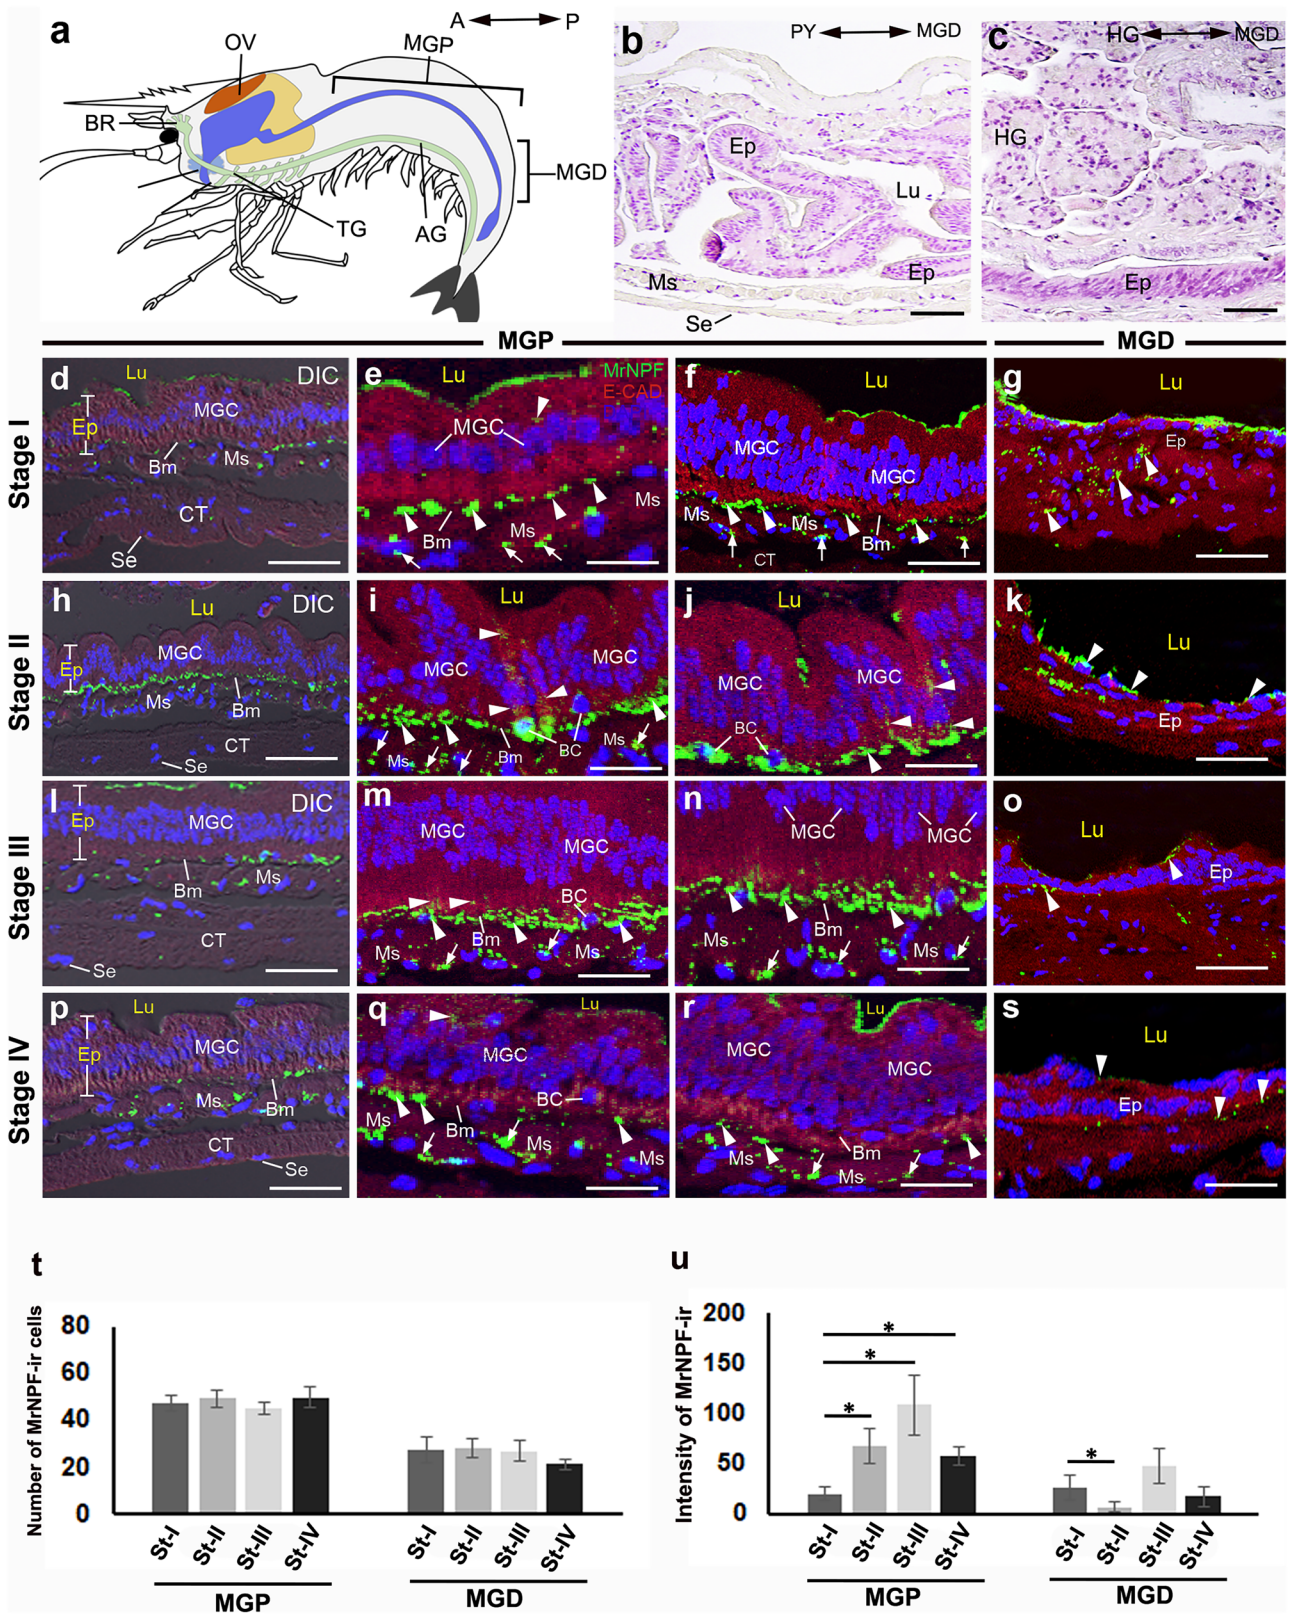 a
A
P
OV
MGP
BR
MGD
TG
AG
b
PY
MGD
Ep
Lu
Ep
Ms
Se
c
HG
MGD
HG
Ep
MGP
MGD
Stage I
d
Lu
DIC
MGC
Ep
Bm
Ms
CT
Se
e
Lu
MrNPF
E-CAD
MGC
Ms
Bm
Ms
f
Lu
MGC
MGC
Ms
Ms
Bm
CT
g
Lu
Ep
Stage II
h
Lu
DIC
MGC
Ep
Ms
Bm
CT
Se
i
Lu
MGC
MGC
Ms
Bm
BC
Ms
j
Lu
MGC
MGC
BC
k
Lu
Ep
Stage III
l
DIC
Ep
MGC
Bm
Ms
CT
Se
m
MGC
MGC
BC
Bm
Ms
Ms
n
MGC
MGC
Bm
Ms
o
Lu
Ep
Stage IV
p
Lu
MGC
Ep
Ms
Bm
CT
Se
q
Lu
MGC
BC
Ms
Bm
Ms
Ms
r
Lu
MGC
MGC
Bm
Ms
Ms
s
Lu
Ep
t
Number of MrNPF-ir cells
80
60
40
20
0
St-I
St-II
St-III
St-IV
MGP
St-I
St-II
St-III
St-IV
MGD
u
Intensity of MrNPF-ir
200
150
100
50
0
*
*
*
*
St-I
St-II
St-III
St-IV
MGP
St-I
St-II
St-III
St-IV
MGD